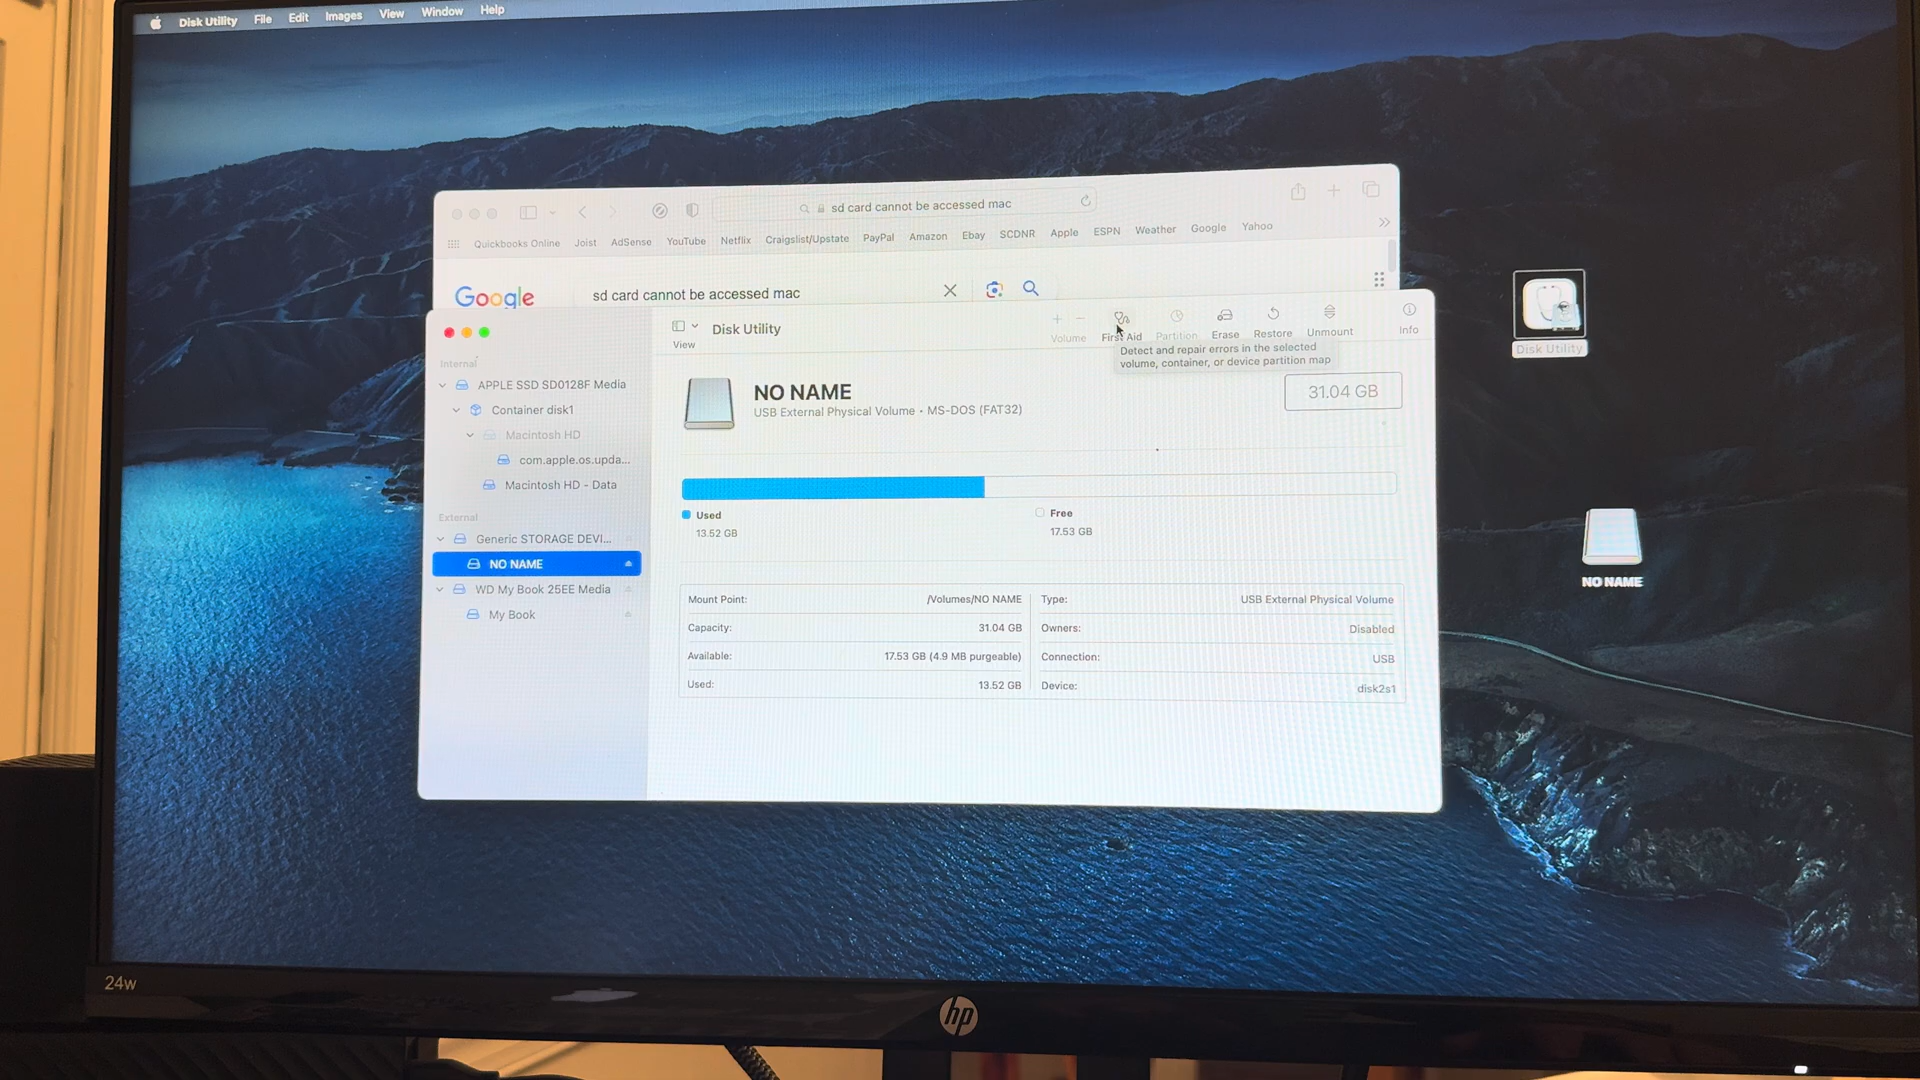 Disk Utility File Edit Images View Window Help
sd card cannot be accessed mac
Quickbooks Online Joist AdSense YouTube Netflix Craigslist/Upstate PayPal Amazon Ebay SCDNR Apple ESPN Weather Google Yahoo
Google sd card cannot be accessed mac
Disk Utility
View
Volume First Aid Partition Erase Restore Unmount Info
Detect and repair errors in the selected
volume, container, or device partition map
Internal
APPLE SSD SD0128F Media
Container disk1
Macintosh HD
com.apple.os.upda...
Macintosh HD - Data
External
Generic STORAGE DEVI...
NO NAME
WD My Book 25EE Media
My Book
NO NAME
USB External Physical Volume • MS-DOS (FAT32)
31.04 GB
Used
13.52 GB
Free
17.53 GB
Mount Point: /Volumes/NO NAME
Capacity: 31.04 GB
Available: 17.53 GB (4.9 MB purgeable)
Used: 13.52 GB
Type: USB External Physical Volume
Owners: Disabled
Connection: USB
Device: disk2s1
Disk Utility
NO NAME
24w
hp